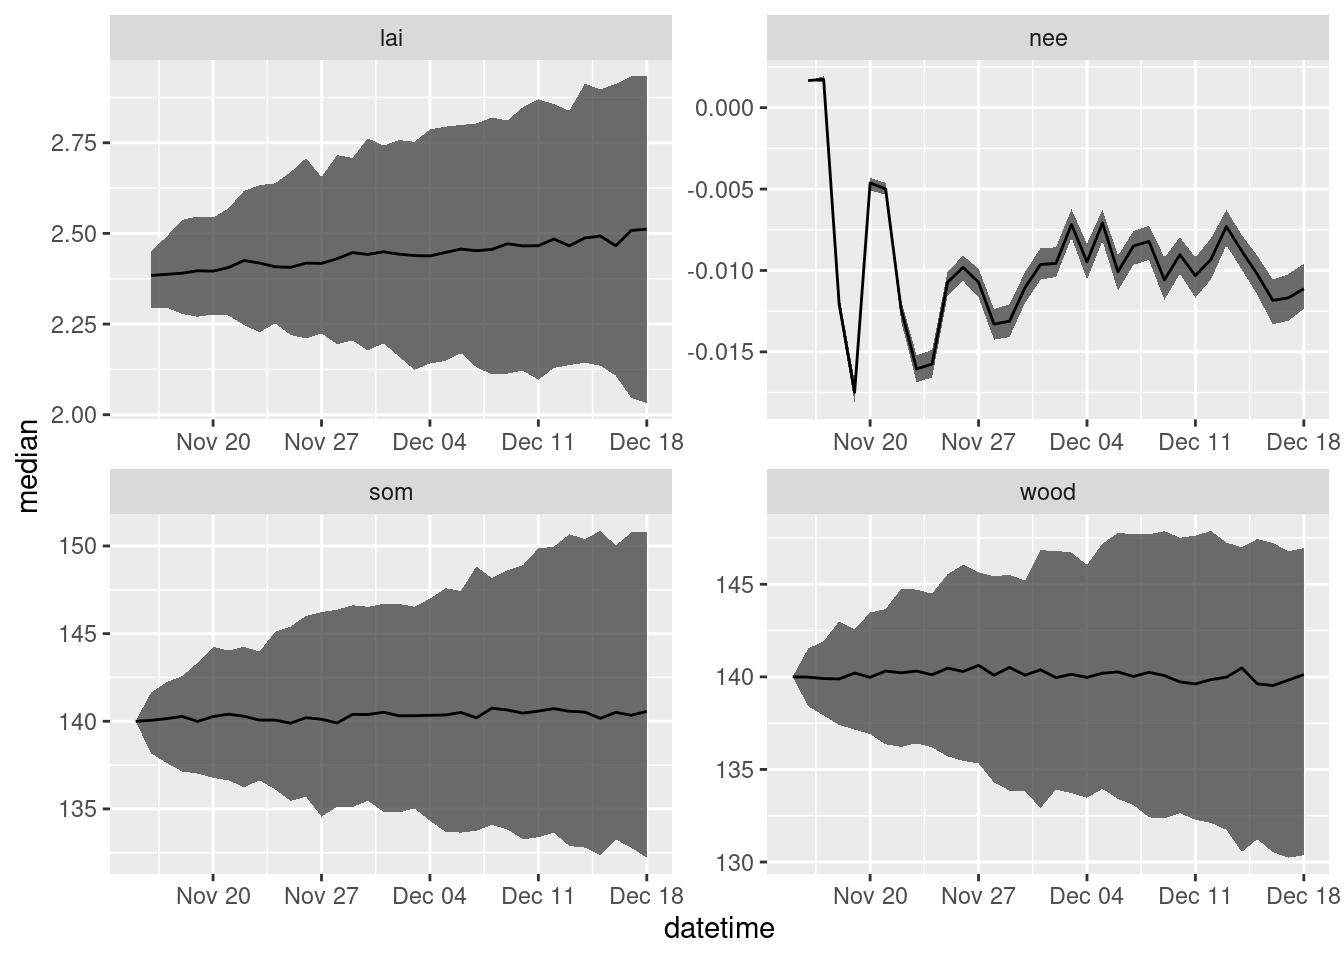 lai
nee
2.75
2.50
2.25
2.00
0.000
-0.005
-0.010
-0.015
Nov 20 Nov 27 Dec 04 Dec 11 Dec 18
Nov 20 Nov 27 Dec 04 Dec 11 Dec 18
median
som
wood
150
145
140
135
145
140
135
130
Nov 20 Nov 27 Dec 04 Dec 11 Dec 18
Nov 20 Nov 27 Dec 04 Dec 11 Dec 18
datetime